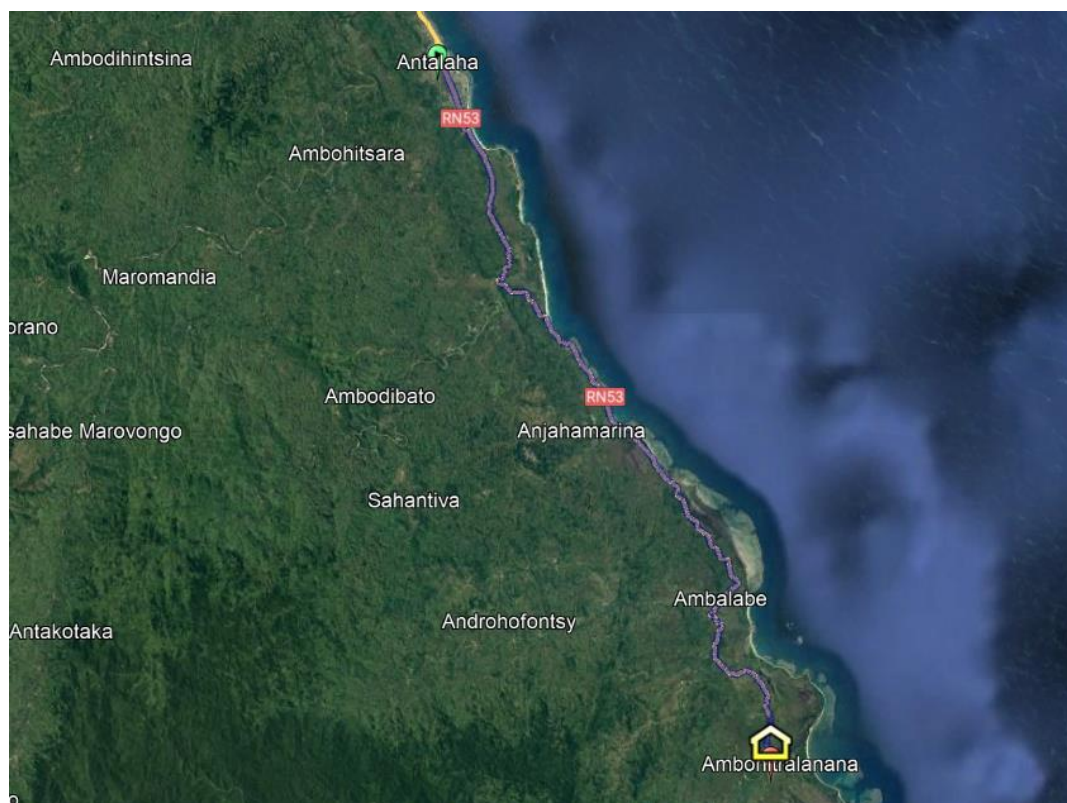 Ambodihintsina
Antalaha
RN53
Ambohitsara
Maromandia
orano
RN53
Ambodibato
Anjahamarina
sahabe Marovongo
Sahantiva
Ambalabe
Androhofontsy
Antakotaka
Ambohitralanana